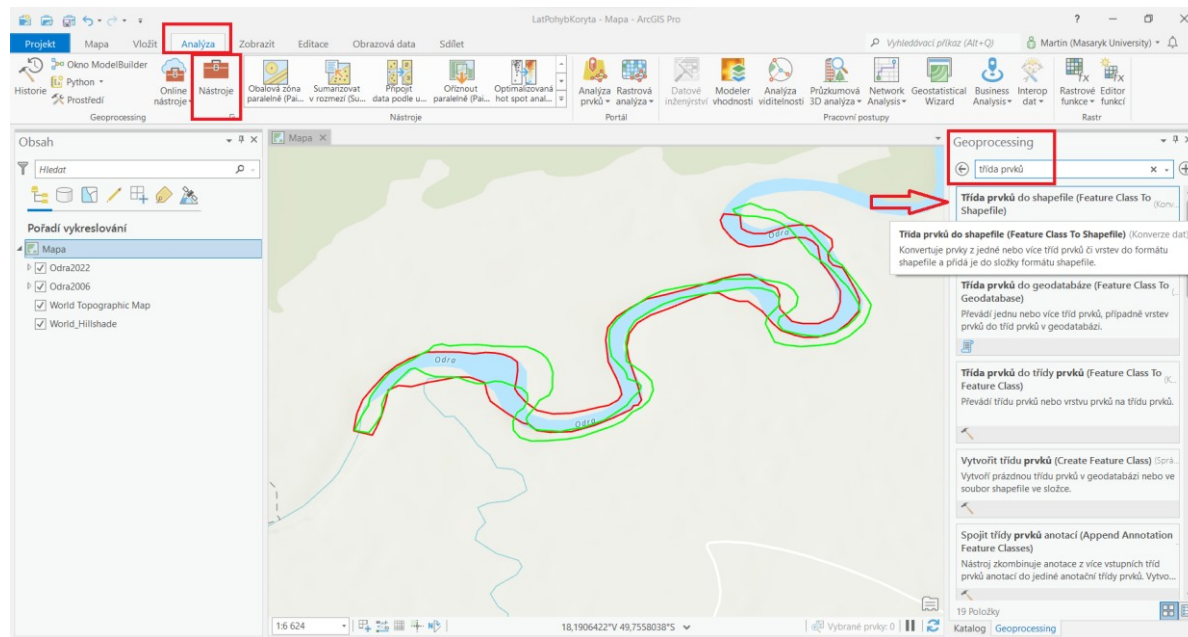 LatPohybKoryta - Mapa - ArcGIS Pro
?
Projekt Mapa Vložit Analýza Zobrazit Editace Obrazová data Sdílet
Vyhledávací příkaz (Alt+Q)
Martin (Masaryk University)
Historie
Okno ModelBuilder
Python
Prostředí
Online nástroje
Nástroje
Geoprocessing
Obalová zóna paralelně (Pai...
Sumarizovat v rozmezí (Su...
Připojit data podle u...
Oříznout paralelně (Pai...
Optimalizovaná hot spot anal...
Nástroje
Analýza prvků
Rastrová analýza
Portál
Datové inženýrství
Modeler vhodnosti
Analýza viditelnosti
Průzkumová 3D analýza
Network Analysis
Geostatistical Wizard
Business Analysis
Interop dat
Pracovní postupy
Rastrové funkce
Editor funkcí
Rastr
Obsah
Hledat
Pořadí vykreslování
Mapa
Odra2022
Odra2006
World Topographic Map
World_Hillshade
Mapa
Odra
Odra
Odra
1:6 624
18,1906422°V 49,7558038°S
Vybrané prvky: 0
Geoprocessing
třída prvků
Třída prvků do shapefile (Feature Class To (Konv...
Shapefile)
Třída prvků do shapefile (Feature Class To Shapefile) (Konverze dat)
Konvertuje prvky z jedné nebo více tříd prvků či vrstev do formátu
shapefile a přidá je do složky formátu shapefile.
Třída prvků do geodatabáze (Feature Class To (...
Geodatabase)
Převádí jednu nebo více tříd prvků, případně vrstev
prvků do tříd prvků v geodatabázi.
Třída prvků do třídy prvků (Feature Class To (K...
Feature Class)
Převádí třídu prvků nebo vrstvu prvků na třídu prvků.
Vytvořit třídu prvků (Create Feature Class) (Sprá...
Vytvoří prázdnou třídu prvků v geodatabázi nebo ve
soubor shapefile ve složce.
Spojit třídy prvků anotací (Append Annotation
Feature Classes)
Nástroj zkombinuje anotace z více vstupních tříd
prvků anotací do jediné anotační třídy prvků. Vytvo...
19 Položky
Katalog Geoprocessing